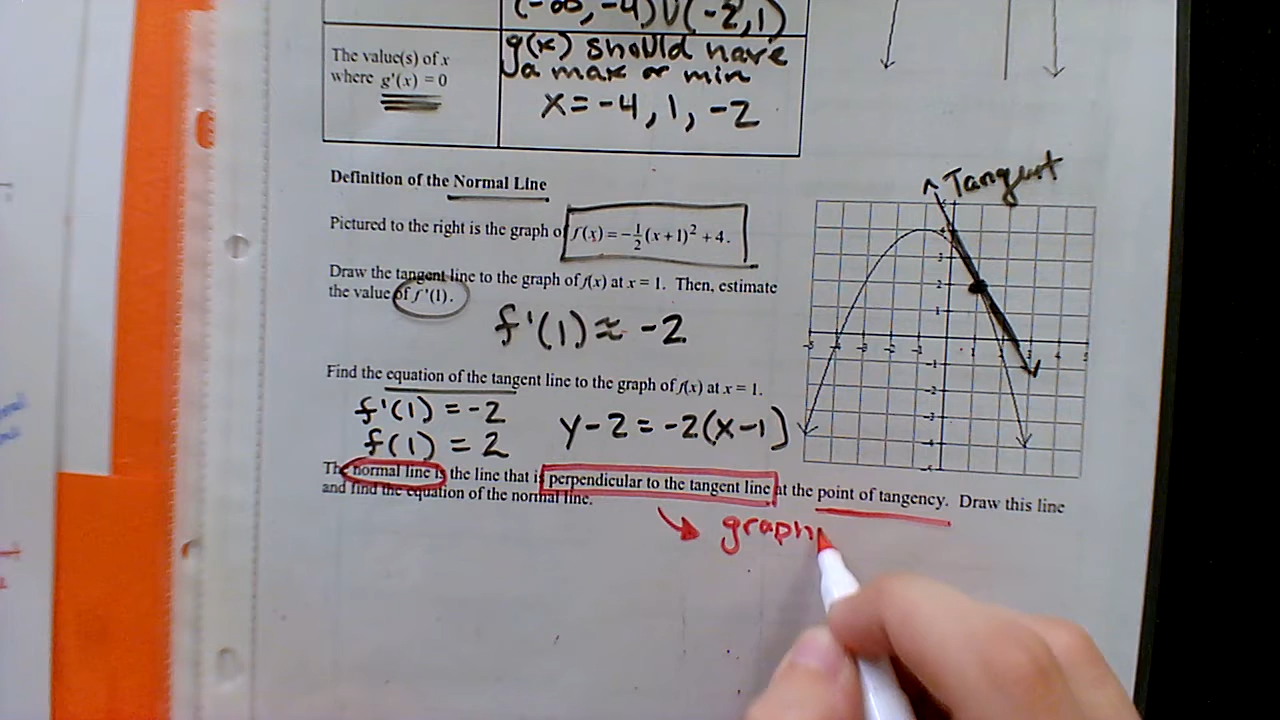 (-∞, -4)∪(-2, 1)
The value(s) of x
where g'(x) = 0
g(x) should have
a max or min
x = -4, 1, -2
Definition of the Normal Line
Tangent
Pictured to the right is the graph of f(x) = -1/2(x+1)² + 4.
Draw the tangent line to the graph of f(x) at x = 1. Then, estimate
the value of f'(1).
f'(1) ≈ -2
Find the equation of the tangent line to the graph of f(x) at x = 1.
f'(1) = -2
f(1) = 2
y-2 = -2(x-1)
The normal line is the line that is perpendicular to the tangent line at the point of tangency. Draw this line
and find the equation of the normal line.
graph